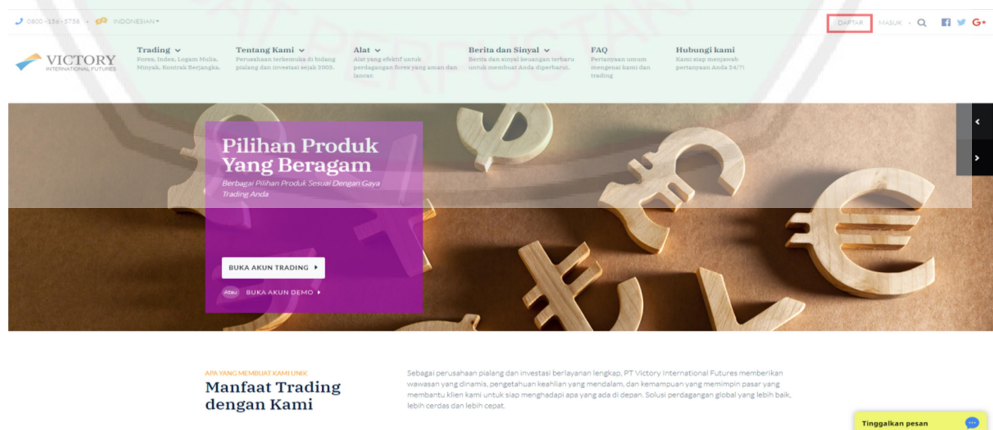 0800-156-5758 INDONESIAN
DAFTAR MASUK
VICTORY
INTERNATIONAL FUTURES
Trading
Forex, Index, Logam Mulia,
Minyak, Kontrak Berjangka.
Tentang Kami
Perusahaan terkemuka di bidang
pialang dan investasi sejak 2003.
Alat
Alat yang efektif untuk
perdagangan forex yang aman dan
lancar.
Berita dan Sinyal
Berita dan sinyal keuangan terbaru
untuk membuat Anda diperbarui.
FAQ
Pertanyaan umum
mengenai kami dan
trading
Hubungi kami
Kami siap menjawab
pertanyaan Anda 24/7!
Pilihan Produk
Yang Beragam
Berbagai Pilihan Produk Sesuai Dengan Gaya
Trading Anda
BUKA AKUN TRADING
ATAU BUKA AKUN DEMO
APA YANG MEMBUAT KAMI UNIK
Manfaat Trading
dengan Kami
Sebagai perusahaan pialang dan investasi berlayanan lengkap, PT Victory International Futures memberikan
wawasan yang dinamis, pengetahuan keahlian yang mendalam, dan kemampuan yang memimpin pasar yang
membantu klien kami untuk siap menghadapi apa yang ada di depan. Solusi perdagangan global yang lebih baik,
lebih cerdas dan lebih cepat.
Tinggalkan pesan